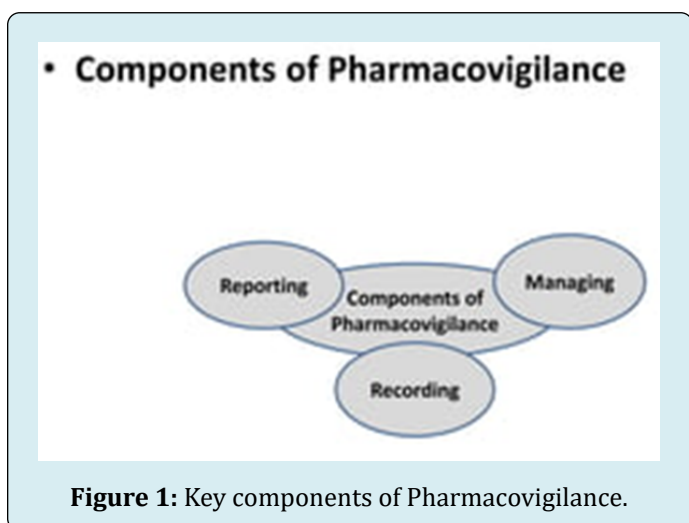 • Components of Pharmacovigilance
Reporting
Managing
Components of
Pharmacovigilance
Recording
Figure 1: Key components of Pharmacovigilance.